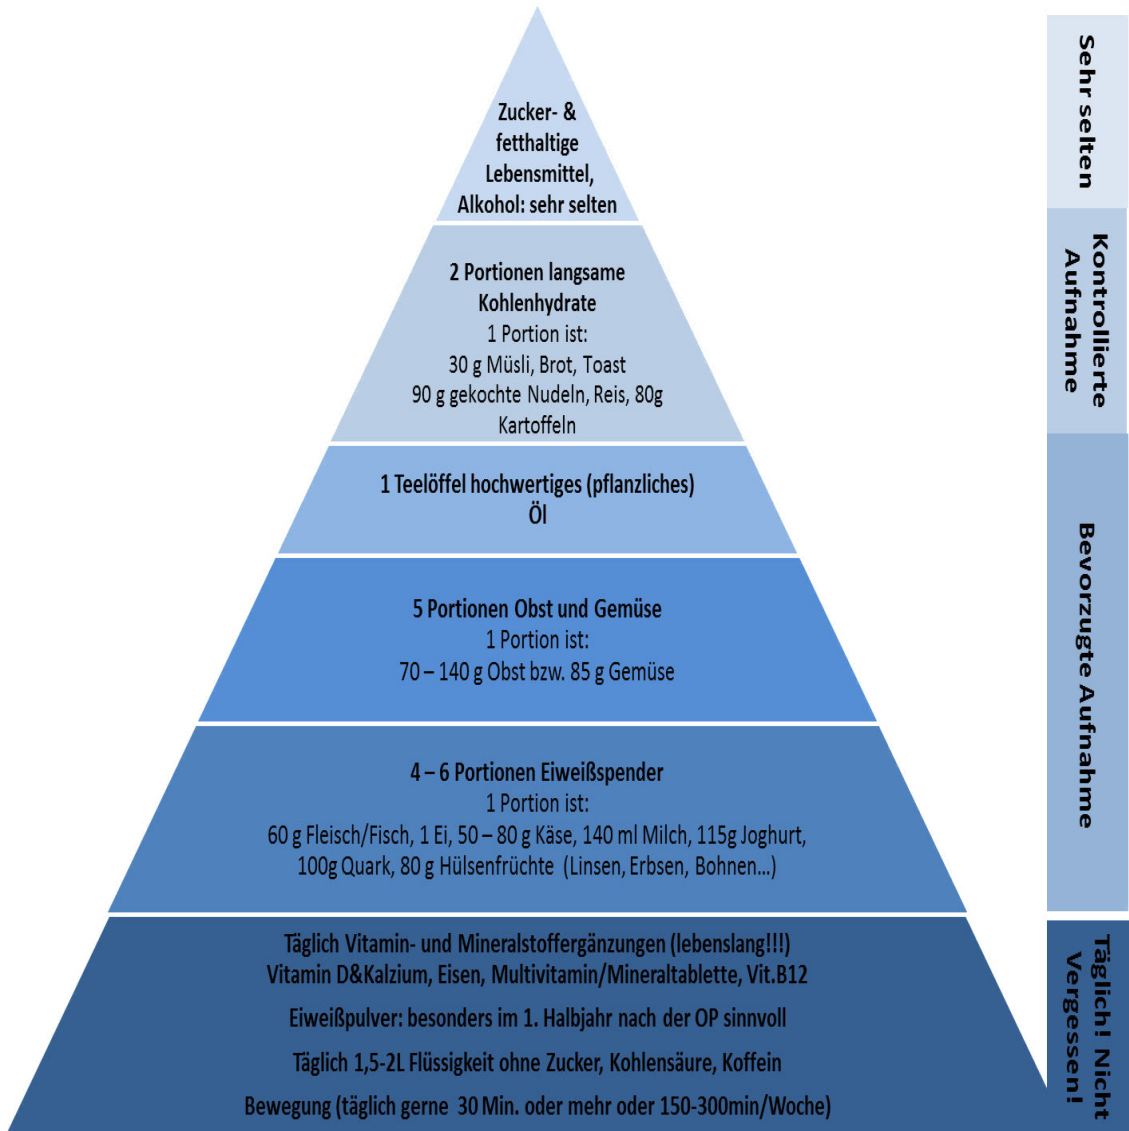 Zucker- &
fetthaltige
Lebensmittel,
Alkohol: sehr selten
2 Portionen langsame
Kohlenhydrate
1 Portion ist:
30 g Müsli, Brot, Toast
90 g gekochte Nudeln, Reis, 80g
Kartoffeln
1 Teelöffel hochwertiges (pflanzliches)
Öl
5 Portionen Obst und Gemüse
1 Portion ist:
70 – 140 g Obst bzw. 85 g Gemüse
4 – 6 Portionen Eiweißspender
1 Portion ist:
60 g Fleisch/Fisch, 1 Ei, 50 – 80 g Käse, 140 ml Milch, 115g Joghurt,
100g Quark, 80 g Hülsenfrüchte (Linsen, Erbsen, Bohnen...)
Täglich Vitamin- und Mineralstoffergänzungen (lebenslang!!!)
Vitamin D&Kalzium, Eisen, Multivitamin/Mineraltablette, Vit.B12
Eiweißpulver: besonders im 1. Halbjahr nach der OP sinnvoll
Täglich 1,5-2L Flüssigkeit ohne Zucker, Kohlensäure, Koffein
Bewegung (täglich gerne 30 Min. oder mehr oder 150-300min/Woche)
Sehr selten
Kontrollierte
Aufnahme
Bevorzugte Aufnahme
Täglich! Nicht
Vergessen!